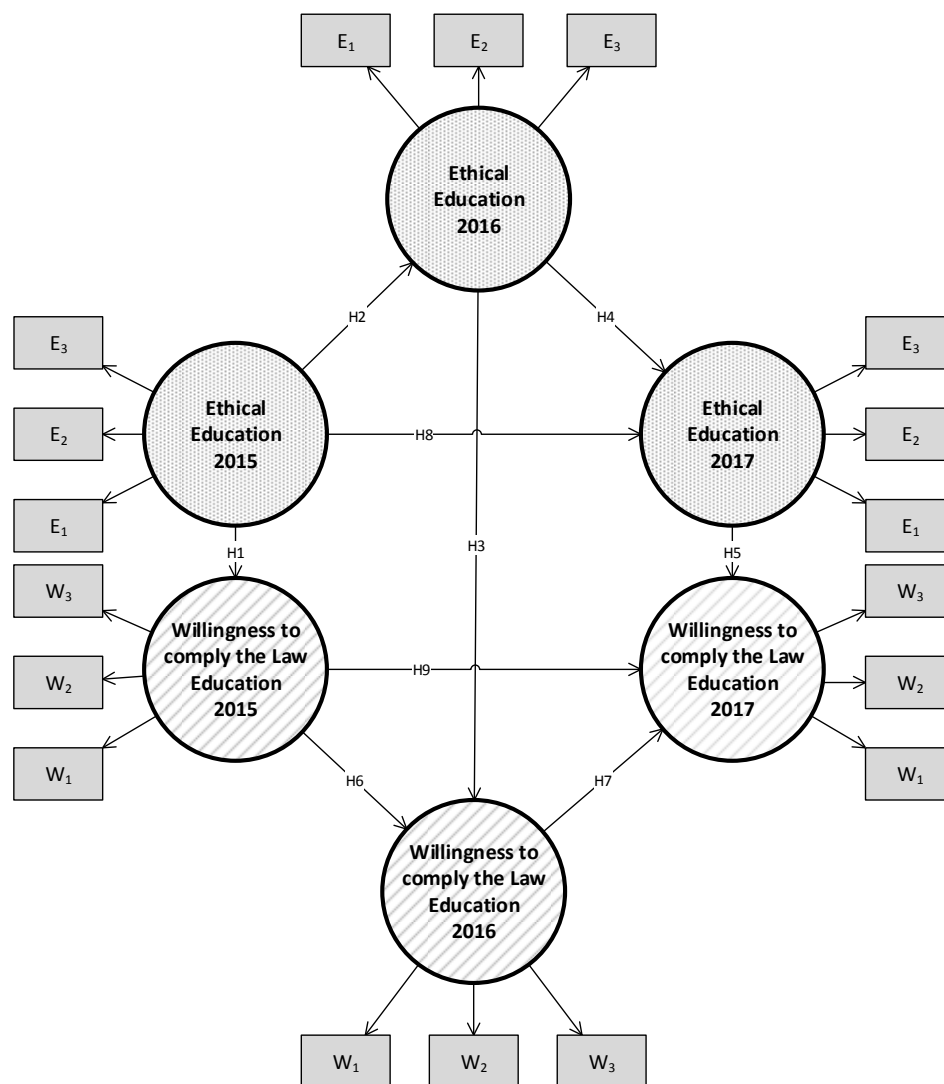 E₁
E₂
E₃
Ethical
Education
2016
H2
H4
E₃
E₂
E₁
Ethical
Education
2015
H8
Ethical
Education
2017
E₃
E₂
E₁
H1
H3
H5
W₃
W₂
W₁
Willingness to
comply the Law
Education
2015
H9
Willingness to
comply the Law
Education
2017
W₃
W₂
W₁
H6
H7
Willingness to
comply the Law
Education
2016
W₁
W₂
W₃